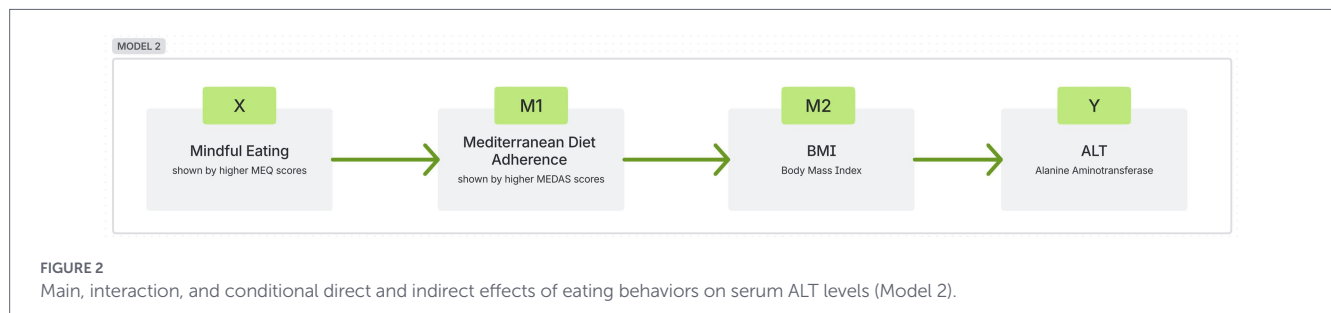 MODEL 2
X
Mindful Eating
shown by higher MEQ scores
M1
Mediterranean Diet
Adherence
shown by higher MEDAS scores
M2
BMI
Body Mass Index
Y
ALT
Alanine Aminotransferase
FIGURE 2
Main, interaction, and conditional direct and indirect effects of eating behaviors on serum ALT levels (Model 2).